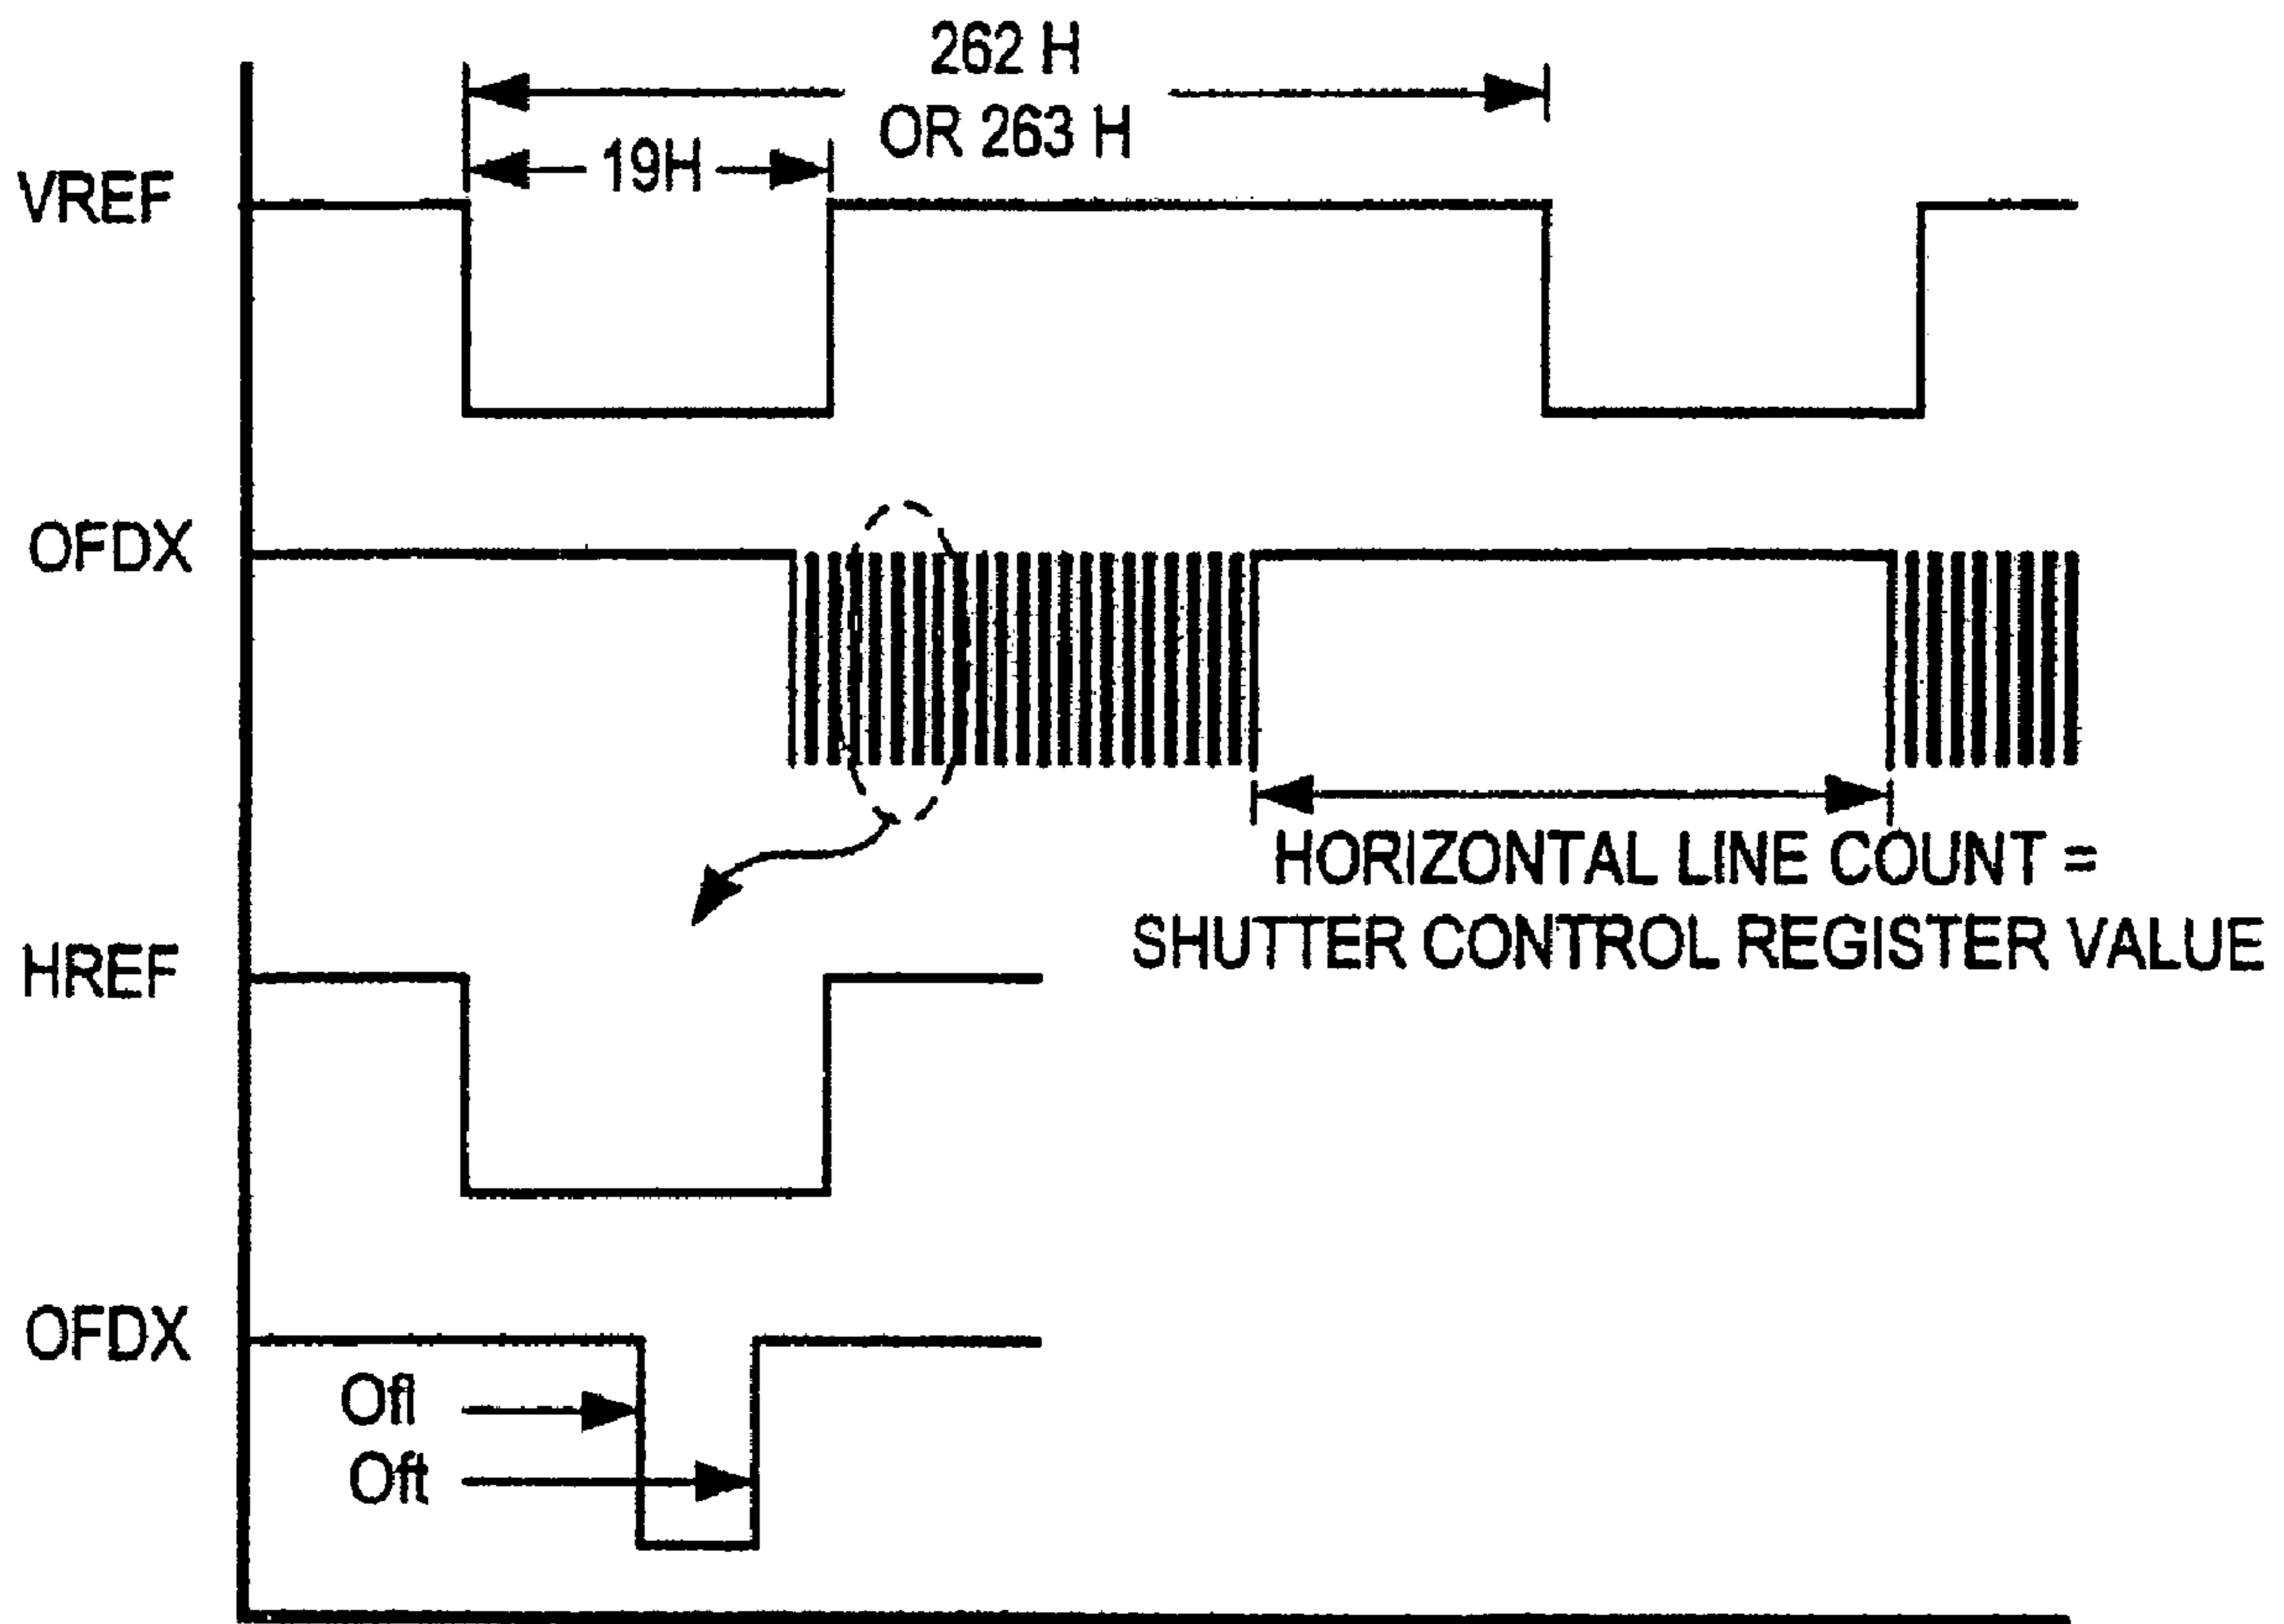 262 H
OR 263 H
19H
VREF
OFDX
HORIZONTAL LINE COUNT =
SHUTTER CONTROL REGISTER VALUE
HREF
OFDX
Ofl
Oft